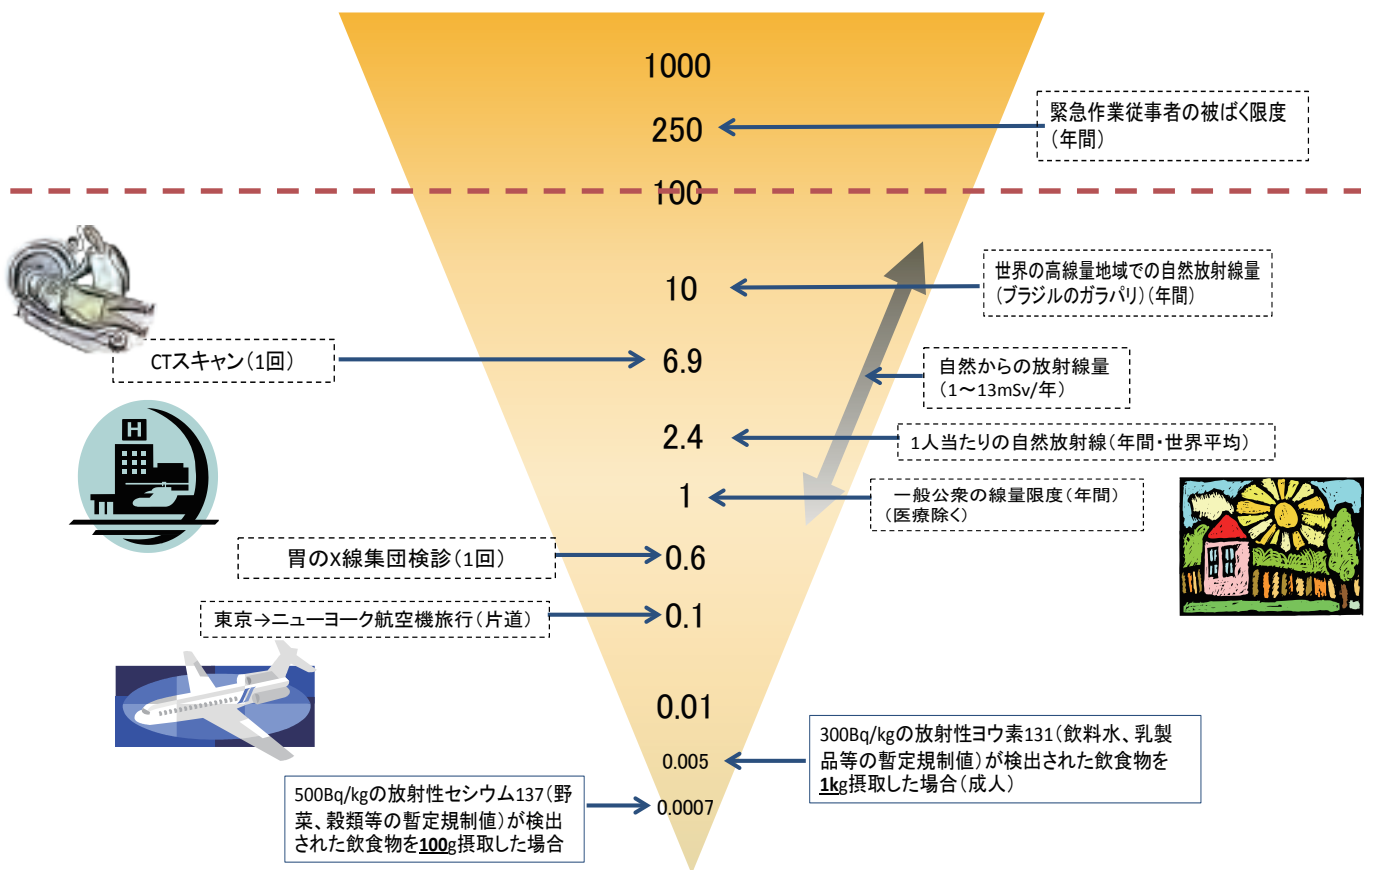 1000
250
緊急作業従事者の被ばく限度
（年間）
100
10
世界の高線量地域での自然放射線量
（ブラジルのガラパリ）（年間）
CTスキャン（1回）
6.9
自然からの放射線量
（1～13mSv/年）
H
2.4
1人当たりの自然放射線（年間・世界平均）
1
一般公衆の線量限度（年間）
（医療除く）
胃のX線集団検診（1回）
0.6
東京→ニューヨーク航空機旅行（片道）
0.1
0.01
300Bq/kgの放射性ヨウ素131（飲料水、乳製
品等の暫定規制値）が検出された飲食物を
1kg摂取した場合（成人）
0.005
500Bq/kgの放射性セシウム137（野
菜、穀類等の暫定規制値）が検出
された飲食物を100g摂取した場合
0.0007